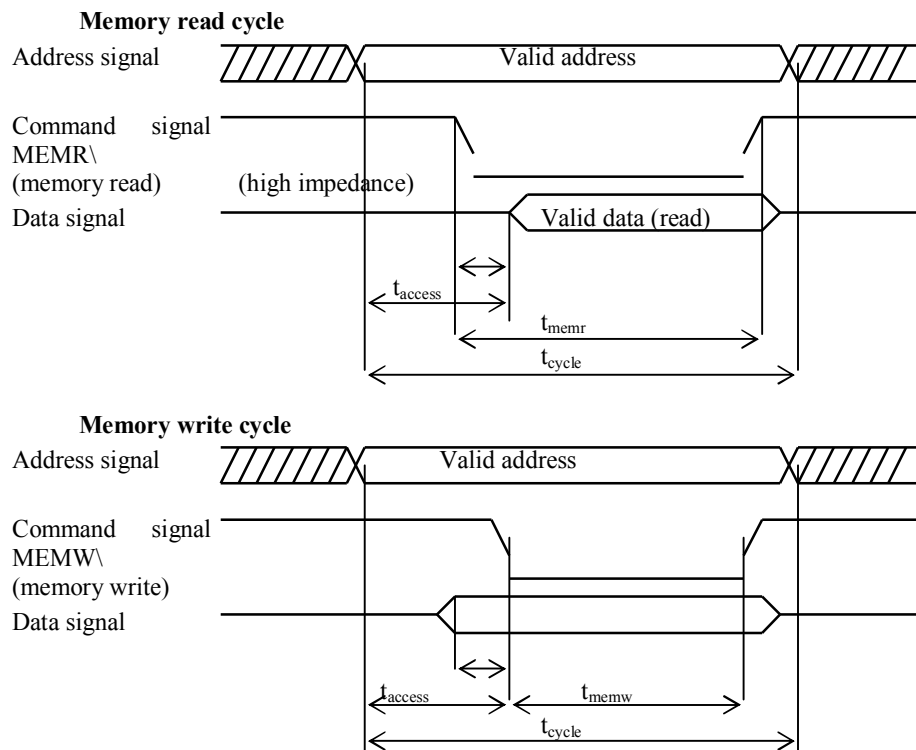 Memory read cycle
Address signal
Valid address
Command signal
MEMR\
(memory read)
(high impedance)
Data signal
Valid data (read)
taccess
tmemr
tcycle
Memory write cycle
Address signal
Valid address
Command signal
MEMW\
(memory write)
Data signal
taccess
tmemw
tcycle